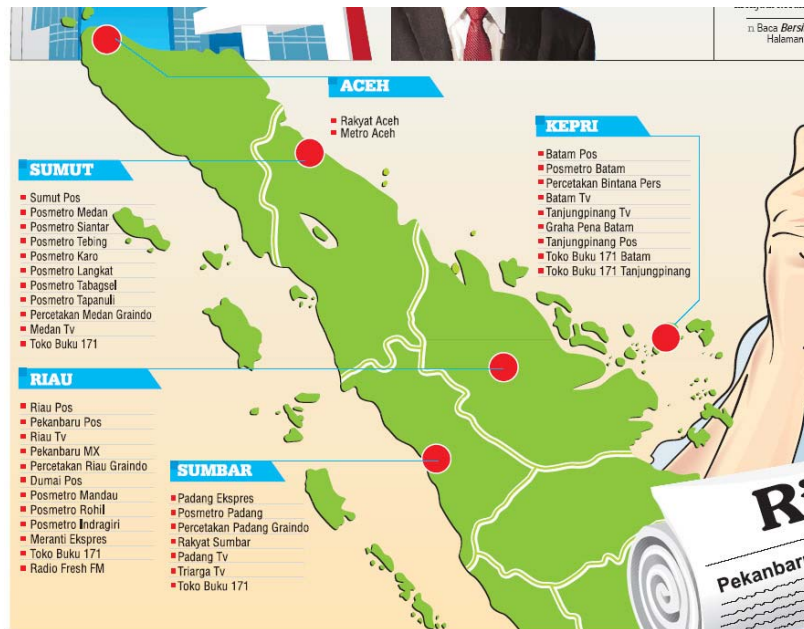 n Baca Bersi
Halaman
ACEH
Rakyat Aceh
Metro Aceh
KEPRI
Batam Pos
Posmetro Batam
Percetakan Bintana Pers
Batam Tv
Tanjungpinang Tv
Graha Pena Batam
Tanjungpinang Pos
Toko Buku 171 Batam
Toko Buku 171 Tanjungpinang
SUMUT
Sumut Pos
Posmetro Medan
Posmetro Siantar
Posmetro Tebing
Posmetro Karo
Posmetro Langkat
Posmetro Tabagsel
Posmetro Tapanuli
Percetakan Medan Graindo
Medan Tv
Toko Buku 171
RIAU
Riau Pos
Pekanbaru Pos
Riau Tv
Pekanbaru MX
Percetakan Riau Graindo
Dumai Pos
Posmetro Mandau
Posmetro Rohil
Posmetro Indragiri
Meranti Ekspres
Toko Buku 171
Radio Fresh FM
SUMBAR
Padang Ekspres
Posmetro Padang
Percetakan Padang Graindo
Rakyat Sumbar
Padang Tv
Triarga Tv
Toko Buku 171
Ri
Pekanbaru